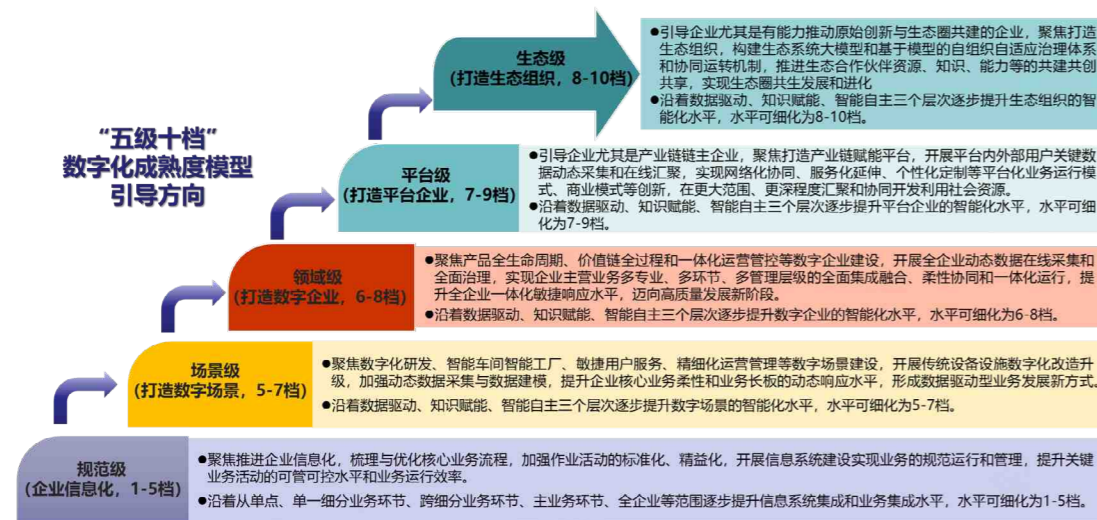 “五级十档”
数字化成熟度模型
引导方向
生态级
(打造生态组织，8-10档)
●引导企业尤其是有能力推动原始创新与生态圈共建的企业，聚焦打造
生态组织，构建生态系统大模型和基于模型的自组织自适应治理体系
和协同运转机制，推进生态合作伙伴资源、知识、能力等的共建共创
共享，实现生态圈共生发展和进化
●沿着数据驱动、知识赋能、智能自主三个层次逐步提升生态组织的智
能化水平，水平可细化为8-10档。
平台级
(打造平台企业，7-9档)
●引导企业尤其是产业链链主企业，聚焦打造产业链赋能平台，开展平台内外部用户关键数
据动态采集和在线汇聚，实现网络化协同、服务化延伸、个性化定制等平台化业务运行模
式、商业模式等创新，在更大范围、更深程度汇聚和协同开发利用社会资源。
●沿着数据驱动、知识赋能、智能自主三个层次逐步提升平台企业的智能化水平，水平可细
化为7-9档。
领域级
(打造数字企业，6-8档)
●聚焦产品全生命周期、价值链全过程和一体化运营管控等数字企业建设，开展全企业动态数据在线采集和
全面治理，实现企业主营业务多专业、多环节、多管理层级的全面集成融合、柔性协同和一体化运行，提
升全企业一体化敏捷响应水平，迈向高质量发展新阶段。
●沿着数据驱动、知识赋能、智能自主三个层次逐步提升数字企业的智能化水平，水平可细化为6-8档。
场景级
(打造数字场景，5-7档)
●聚焦数字化研发、智能车间智能工厂、敏捷用户服务、精细化运营管理等数字场景建设，开展传统设备设施数字化改造升
级，加强动态数据采集与数据建模，提升企业核心业务柔性和业务长板的动态响应水平，形成数据驱动型业务发展新方式。
●沿着数据驱动、知识赋能、智能自主三个层次逐步提升数字场景的智能化水平，水平可细化为5-7档。
规范级
(企业信息化，1-5档)
●聚焦推进企业信息化，梳理与优化核心业务流程，加强作业活动的标准化、精益化，开展信息系统建设实现业务的规范运行和管理，提升关键
业务活动的可管可控水平和业务运行效率。
●沿着从单点、单一细分业务环节、跨细分业务环节、主业务环节、全企业等范围逐步提升信息系统集成和业务集成水平，水平可细化为1-5档。